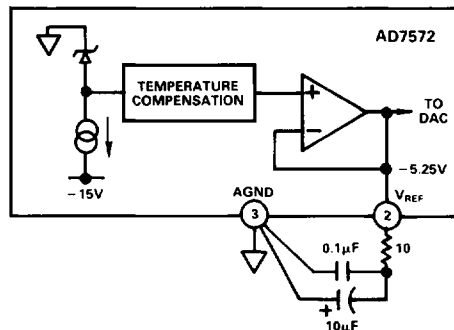 AD7572
TEMPERATURE
COMPENSATION
+
−
TO
DAC
−5.25V
−15V
AGND
VREF
3
2
0.1µF
10
+
10µF